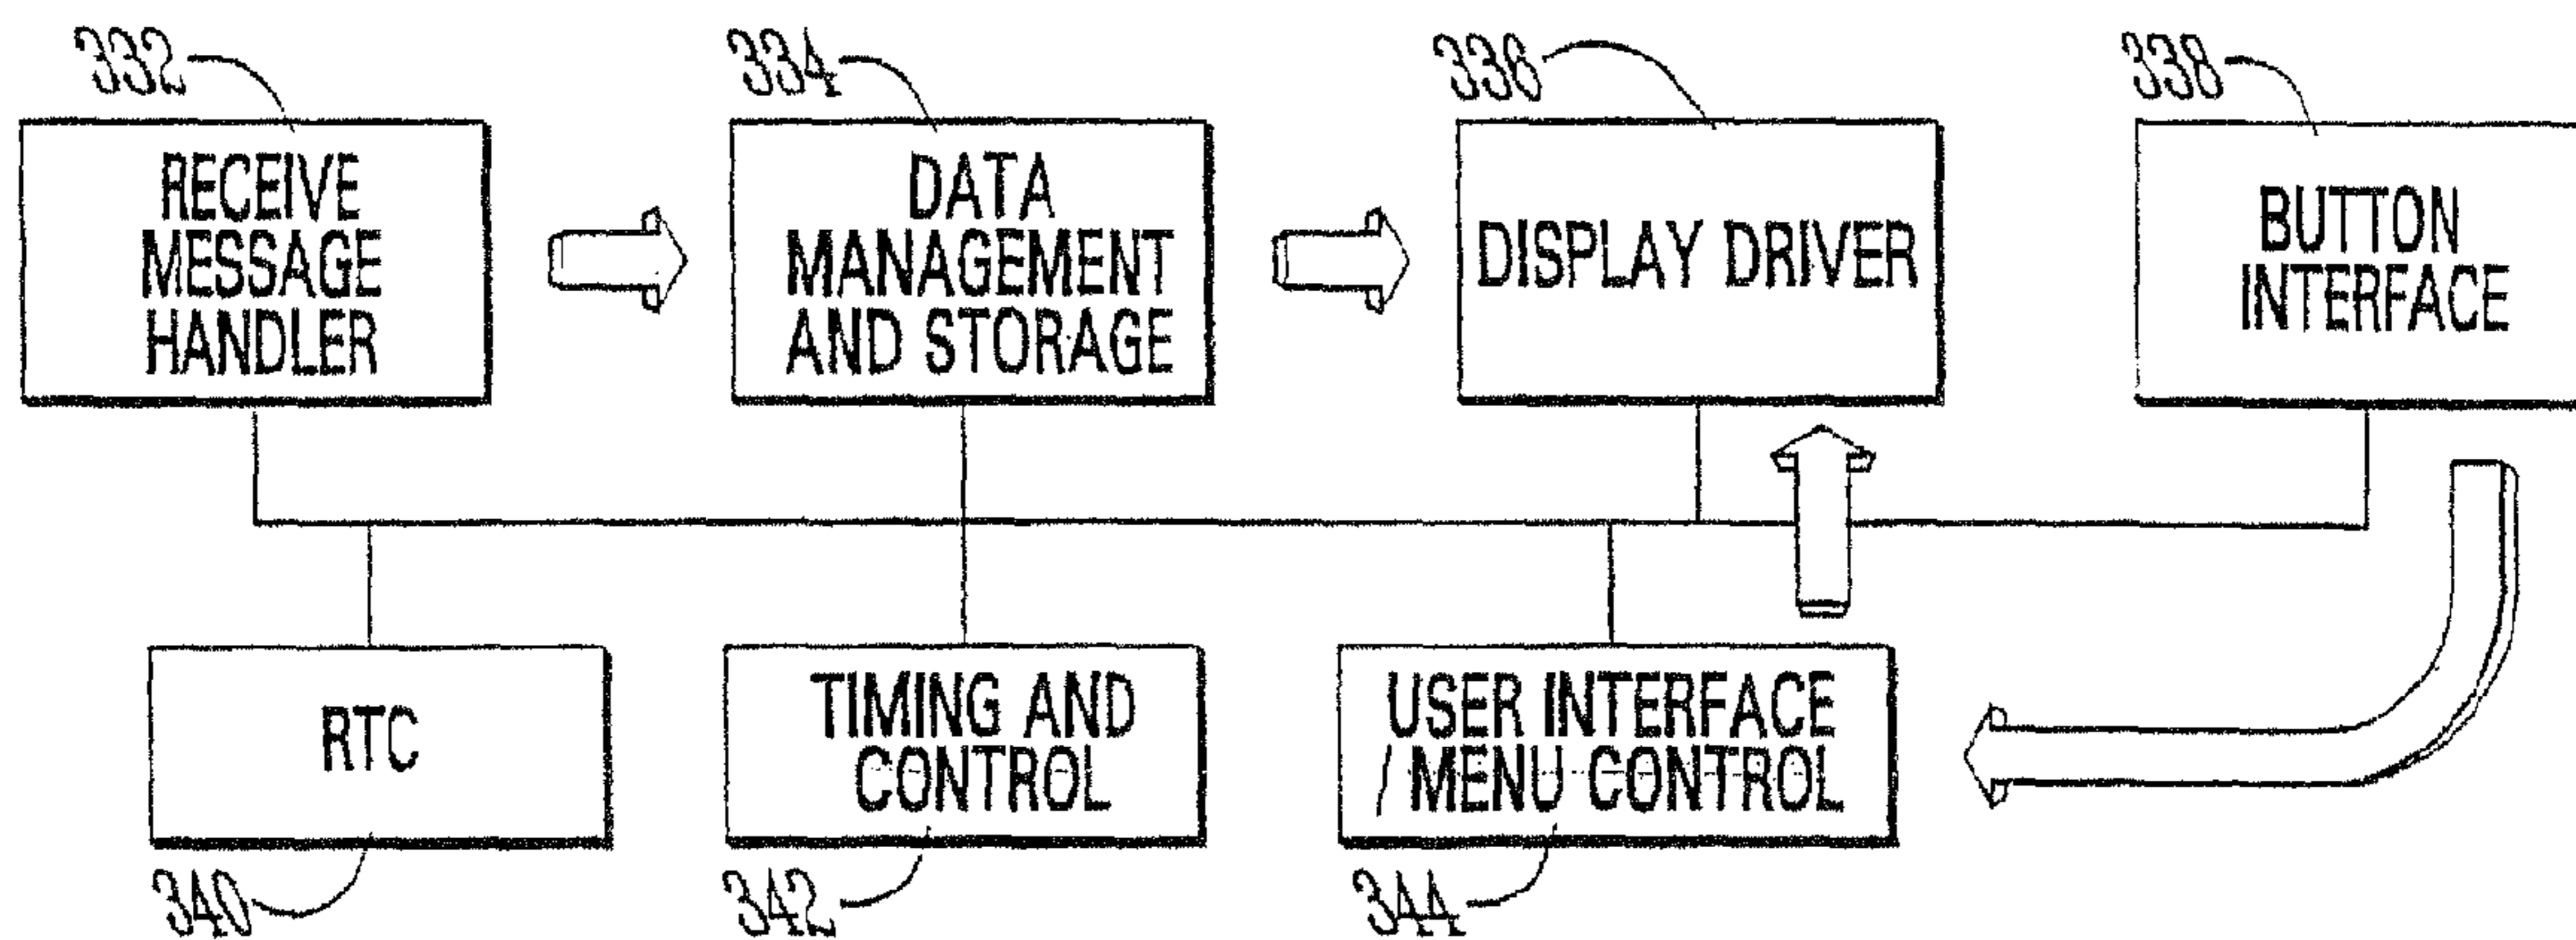 332
334
336
338
RECEIVE
MESSAGE
HANDLER
DATA
MANAGEMENT
AND STORAGE
DISPLAY DRIVER
BUTTON
INTERFACE
RTC
TIMING AND
CONTROL
USER INTERFACE
/ MENU CONTROL
340
342
344